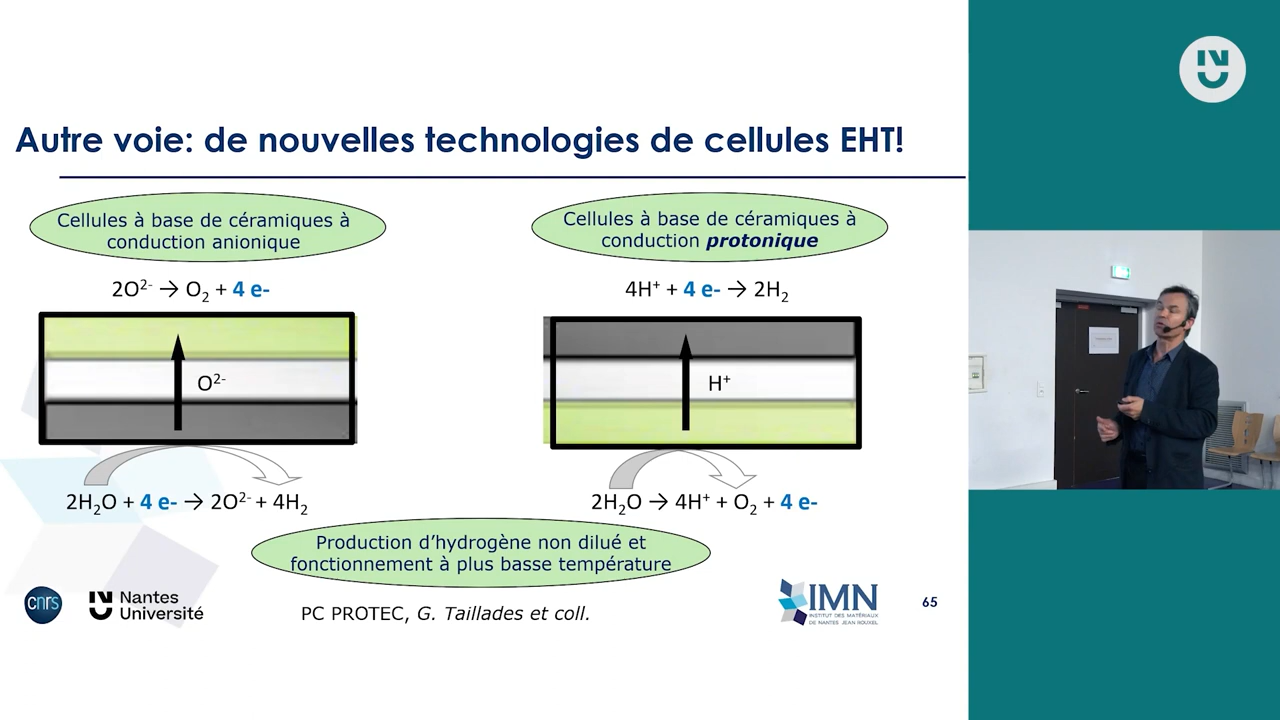 Autre voie: de nouvelles technologies de cellules EHT!
Cellules à base de céramiques à
conduction anionique
2O²⁻ → O₂ + 4 e-
O²⁻
2H₂O + 4 e- → 2O²⁻ + 4H₂
Cellules à base de céramiques à
conduction protonique
4H⁺ + 4 e- → 2H₂
H⁺
2H₂O → 4H⁺ + O₂ + 4 e-
Production d’hydrogène non dilué et
fonctionnement à plus basse température
cnrs
Nantes
Université
PC PROTEC, G. Taillades et coll.
IMN
INSTITUT DES MATÉRIAUX
DE NANTES JEAN ROUXEL
65